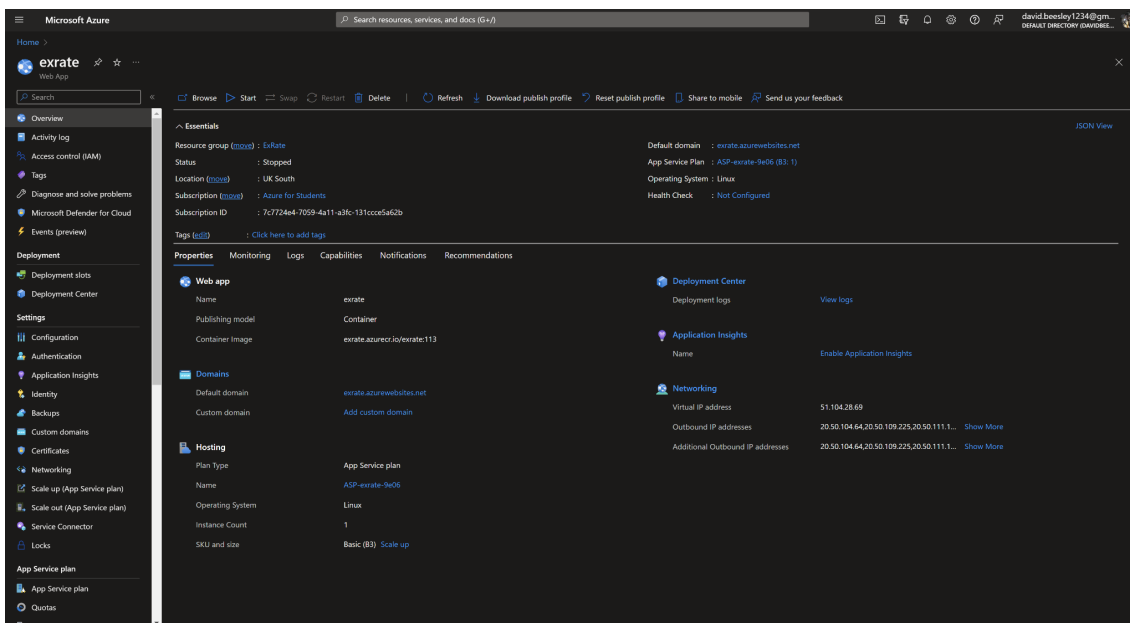 Microsoft Azure
Search resources, services, and docs (G+/)
david.beesley1234@gm...
DEFAULT DIRECTORY (DAVIDBEE...
Home >
exrate
Web App
Search
Browse Start Swap Restart Delete Refresh Download publish profile Reset publish profile Share to mobile Send us your feedback
Overview
Activity log
Access control (IAM)
Tags
Diagnose and solve problems
Microsoft Defender for Cloud
Events (preview)
Deployment
Deployment slots
Deployment Center
Settings
Configuration
Authentication
Application Insights
Identity
Backups
Custom domains
Certificates
Networking
Scale up (App Service plan)
Scale out (App Service plan)
Service Connector
Locks
App Service plan
App Service plan
Quotas
Essentials
JSON View
Resource group (move) : ExRate
Status : Stopped
Location (move) : UK South
Subscription (move) : Azure for Students
Subscription ID : 7c7724e4-7059-4a11-a3fc-131ccce5a62b
Default domain : exrate.azurewebsites.net
App Service Plan : ASP-exrate-9e06 (B3: 1)
Operating System : Linux
Health Check : Not Configured
Tags (edit) : Click here to add tags
Properties Monitoring Logs Capabilities Notifications Recommendations
Web app
Name exrate
Publishing model Container
Container Image exrate.azurecr.io/exrate:113
Domains
Default domain exrate.azurewebsites.net
Custom domain Add custom domain
Hosting
Plan Type App Service plan
Name ASP-exrate-9e06
Operating System Linux
Instance Count 1
SKU and size Basic (B3) Scale up
Deployment Center
Deployment logs View logs
Application Insights
Name Enable Application Insights
Networking
Virtual IP address 51.104.28.69
Outbound IP addresses 20.50.104.64,20.50.109.225,20.50.111.1... Show More
Additional Outbound IP addresses 20.50.104.64,20.50.109.225,20.50.111.1... Show More